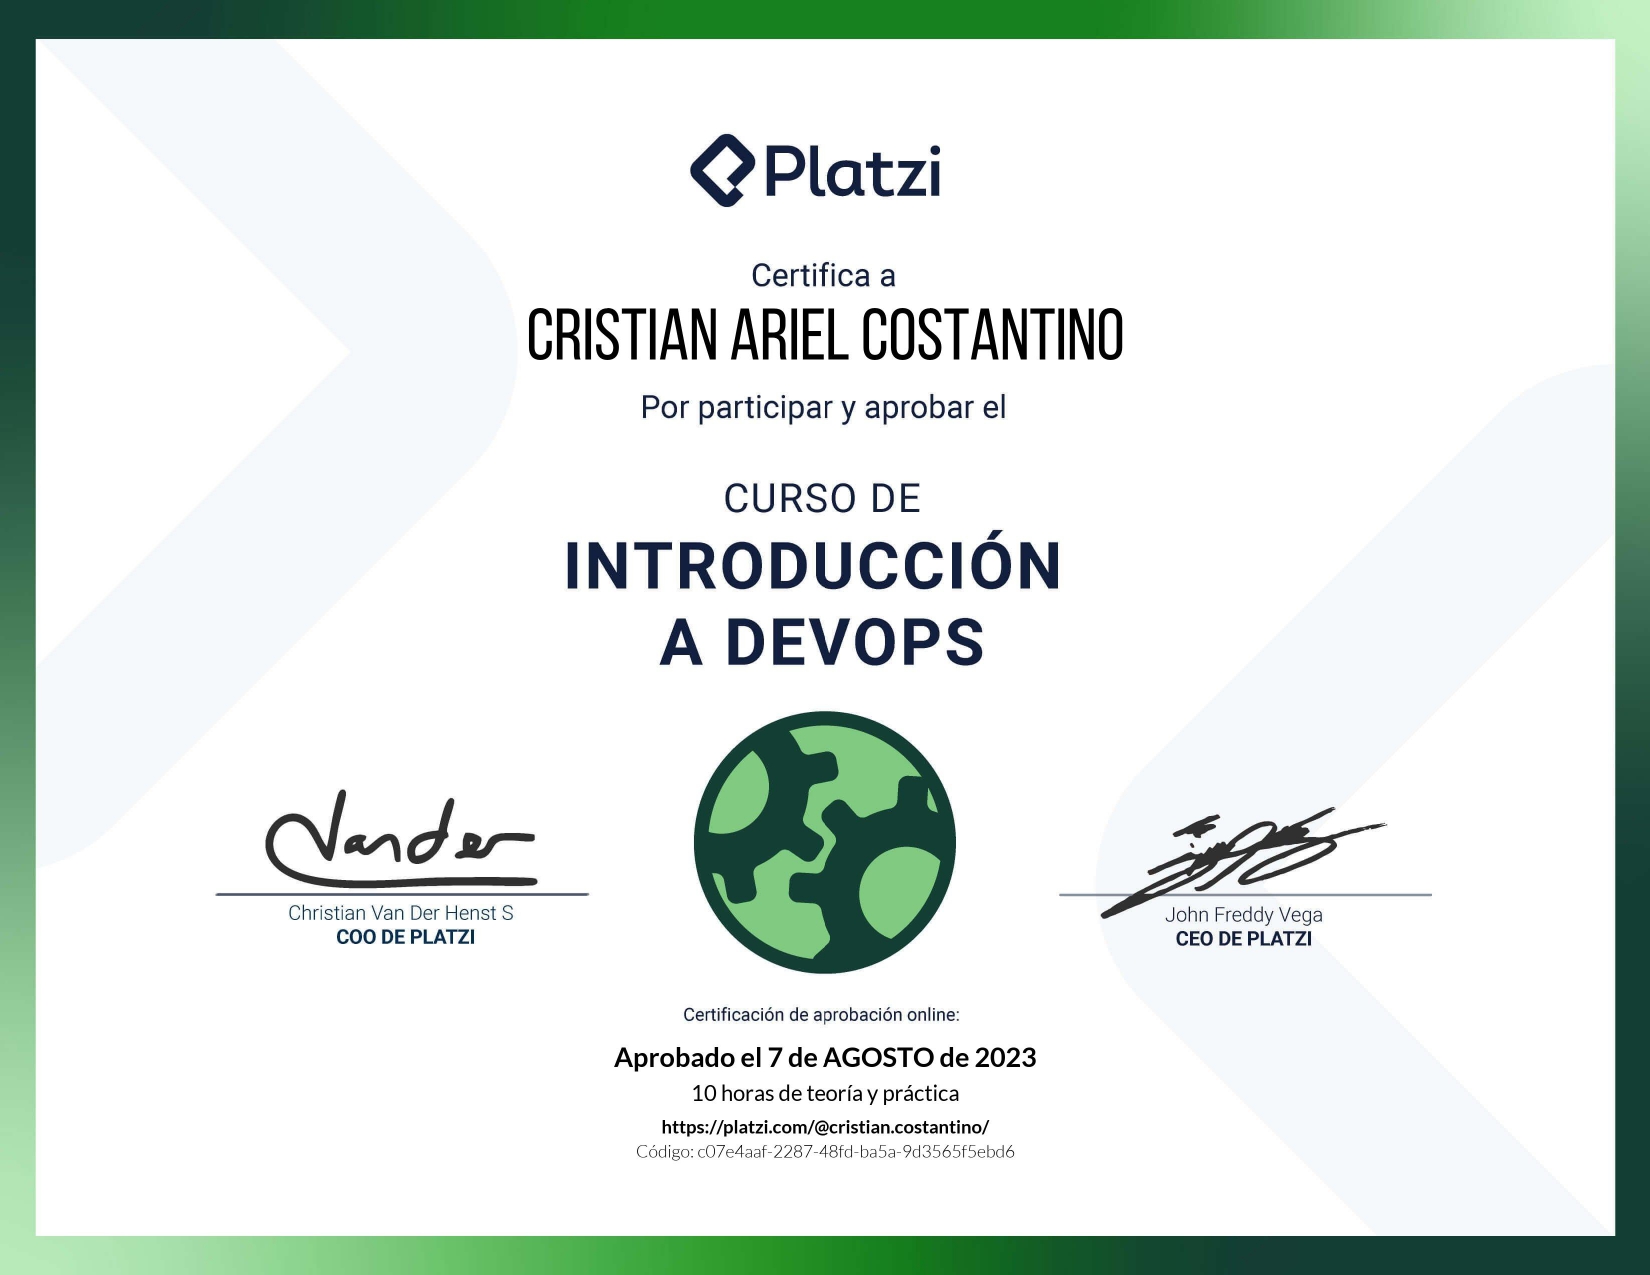 Platzi
Certifica a
CRISTIAN ARIEL COSTANTINO
Por participar y aprobar el
CURSO DE
INTRODUCCIÓN
A DEVOPS
Vander
Christian Van Der Henst S
COO DE PLATZI
John Freddy Vega
CEO DE PLATZI
Certificación de aprobación online:
Aprobado el 7 de AGOSTO de 2023
10 horas de teoría y práctica
https://platzi.com/@cristian.costantino/
Código: c07e4aaf-2287-48fd-ba5a-9d3565f5ebd6